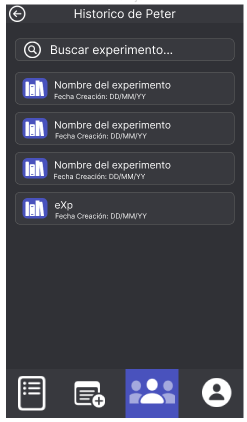 Historico de Peter
Buscar experimento...
Nombre del experimento
Fecha Creación: DD/MM/YY
Nombre del experimento
Fecha Creación: DD/MM/YY
Nombre del experimento
Fecha Creación: DD/MM/YY
eXp
Fecha Creación: DD/MM/YY